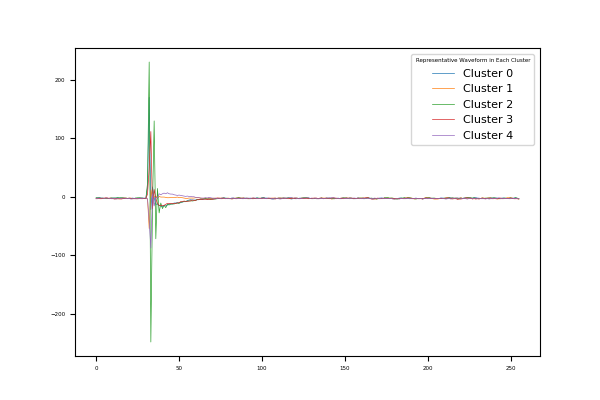 Representative Waveform in Each Cluster
Cluster 0
Cluster 1
Cluster 2
Cluster 3
Cluster 4
200
100
0
−100
−200
0 50 100 150 200 250